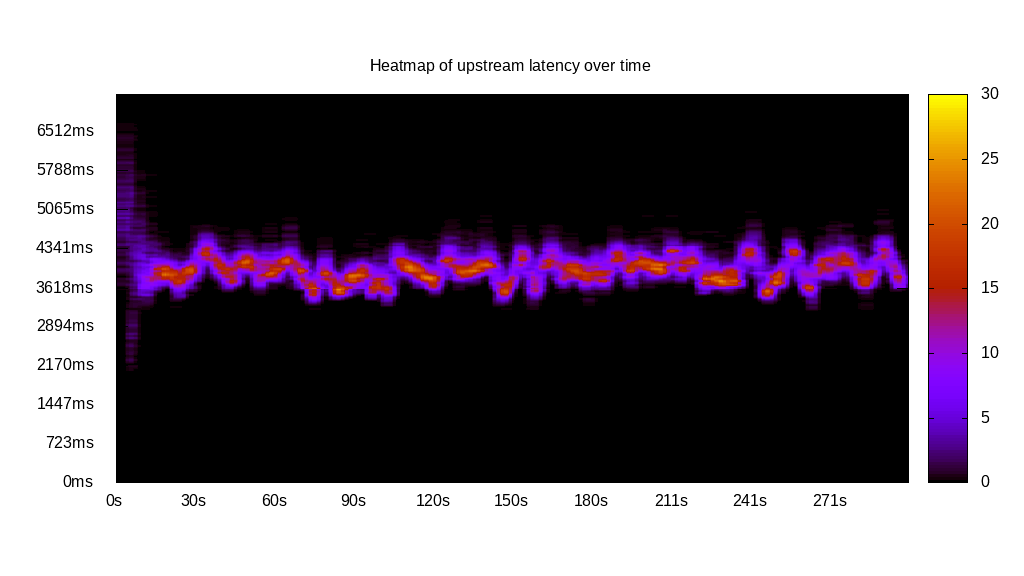 Heatmap of upstream latency over time
6512ms
5788ms
5065ms
4341ms
3618ms
2894ms
2170ms
1447ms
723ms
0ms
0s 30s 60s 90s 120s 150s 180s 211s 241s 271s
30
25
20
15
10
5
0